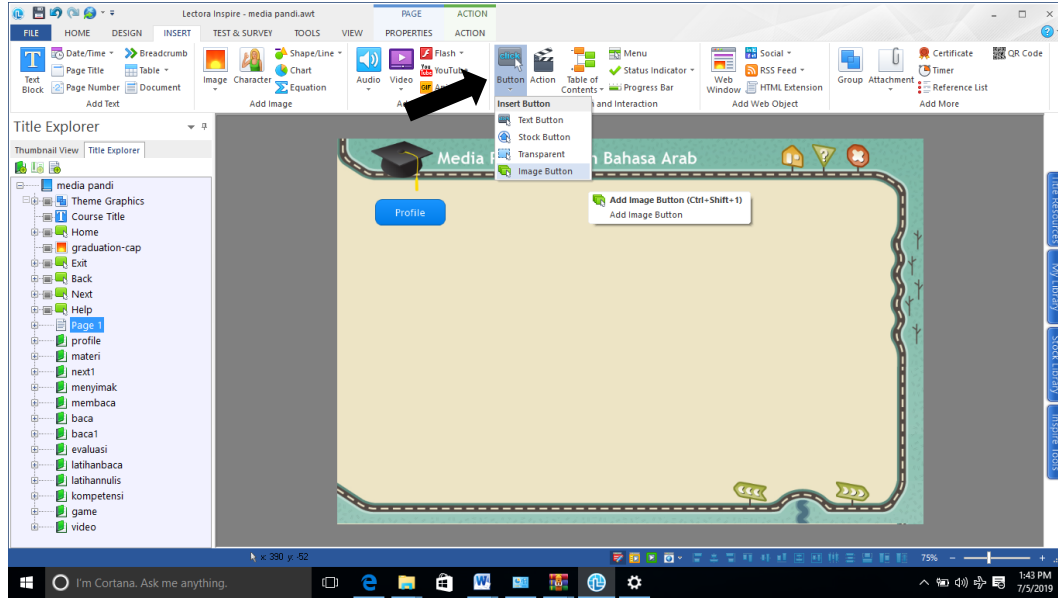 Lectora Inspire - media pandi.awt
PAGE
ACTION
FILE
HOME
DESIGN
INSERT
TEST & SURVEY
TOOLS
VIEW
PROPERTIES
ACTION
Text Block
Date/Time
Page Title
Page Number
Breadcrumb
Table
Document
Add Text
Image
Character
Shape/Line
Chart
Equation
Add Image
Audio
Video
Flash
YouTube
Button
Action
Table of Contents
Menu
Status Indicator
Progress Bar
and Interaction
Web Window
Social
RSS Feed
HTML Extension
Add Web Object
Group
Attachment
Certificate
Timer
Reference List
QR Code
Add More
Insert Button
Text Button
Stock Button
Transparent
Image Button
Add Image Button (Ctrl+Shift+1)
Add Image Button
Title Explorer
Thumbnail View
Title Explorer
media pandi
Theme Graphics
Course Title
Home
graduation-cap
Exit
Back
Next
Help
Page 1
profile
materi
next1
menyimak
membaca
baca
baca1
evaluasi
latihanbaca
latihannulis
kompetensi
game
video
Media
Bahasa Arab
Profile
Title Resources
My Library
Stock Library
Inspire Tools
x: 390 y: -52
75%
I'm Cortana. Ask me anything.
1:43 PM
7/5/2019